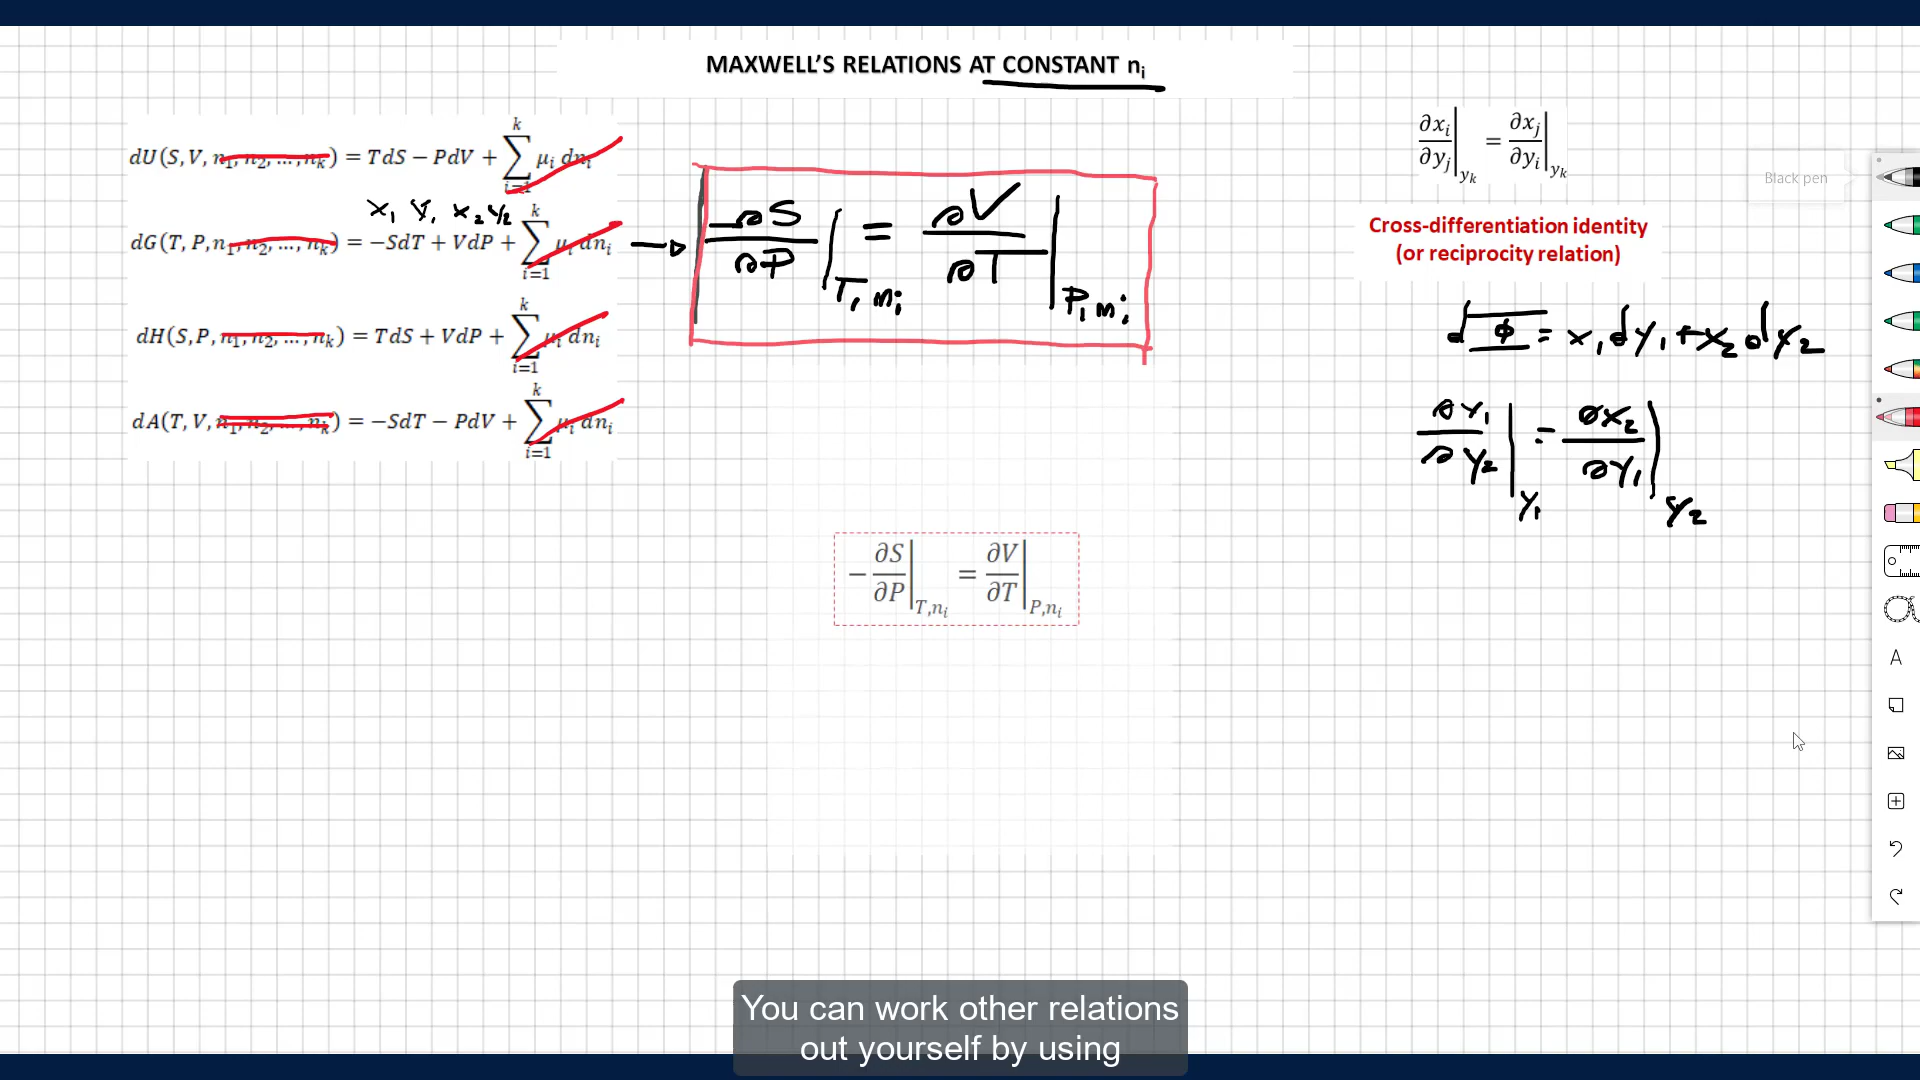 MAXWELL'S RELATIONS AT CONSTANT nᵢ
dU(S,V,n₁,n₂,…,nₖ) = TdS − PdV + ∑ᵢ₌₁ᵏ μᵢ dnᵢ
x₁ y₁ x₂ y₂
dG(T,P,n₁,n₂,…,nₖ) = −SdT + VdP + ∑ᵢ₌₁ᵏ μᵢ dnᵢ
dH(S,P,n₁,n₂,…,nₖ) = TdS + VdP + ∑ᵢ₌₁ᵏ μᵢ dnᵢ
dA(T,V,n₁,n₂,…,nₖ) = −SdT − PdV + ∑ᵢ₌₁ᵏ μᵢ dnᵢ
−∂S/∂P|T,nᵢ = ∂V/∂T|P,nᵢ
−∂S/∂P|T,nᵢ = ∂V/∂T|P,nᵢ
∂xᵢ/∂yⱼ|yₖ = ∂xⱼ/∂yᵢ|yₖ
Cross-differentiation identity
(or reciprocity relation)
dϕ = x₁dy₁ + x₂dy₂
∂x₁/∂y₂|y₁ = ∂x₂/∂y₁|y₂
Black pen
A
You can work other relations
out yourself by using